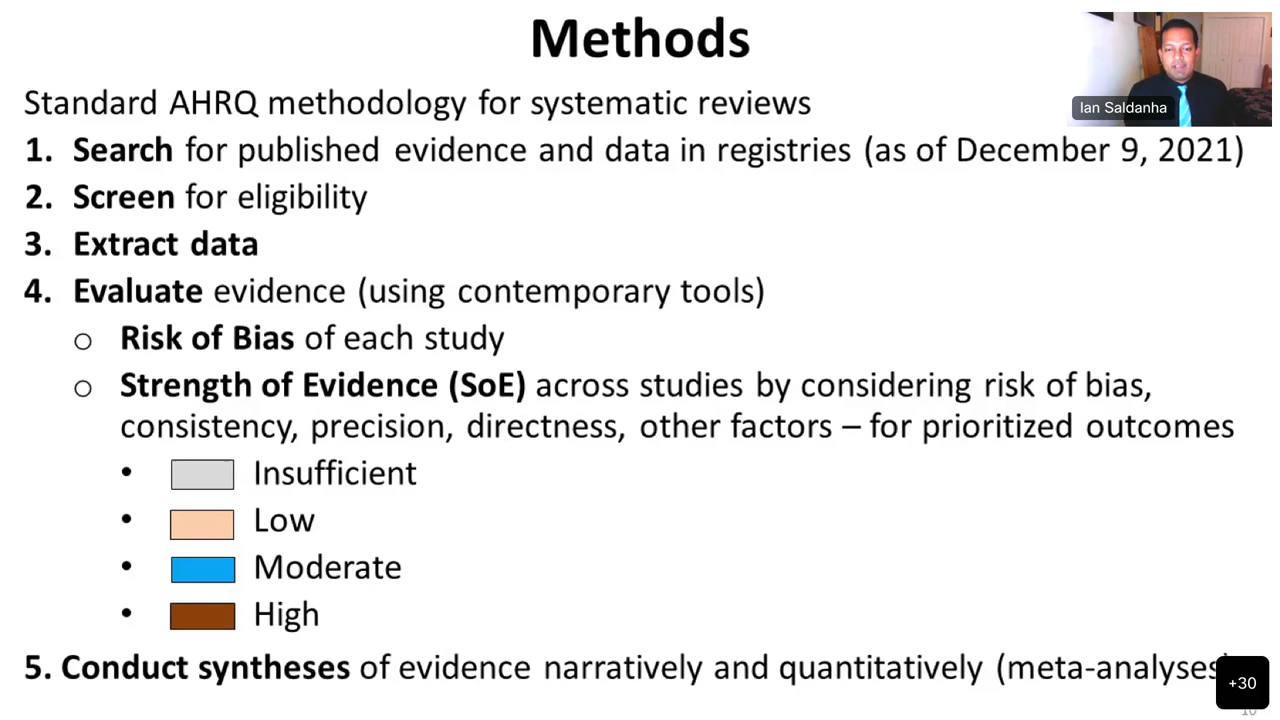 Methods
Ian Saldanha
Standard AHRQ methodology for systematic reviews
1. Search for published evidence and data in registries (as of December 9, 2021)
2. Screen for eligibility
3. Extract data
4. Evaluate evidence (using contemporary tools)
o Risk of Bias of each study
o Strength of Evidence (SoE) across studies by considering risk of bias,
consistency, precision, directness, other factors – for prioritized outcomes
• Insufficient
• Low
• Moderate
• High
5. Conduct syntheses of evidence narratively and quantitatively (meta-analyses)
+30